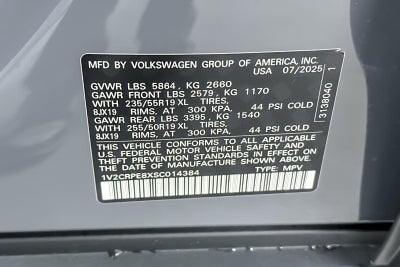 MFD BY VOLKSWAGEN GROUP OF AMERICA, INC.
USA 07/2025
GVWR LBS 5864, KG 2660
GAWR FRONT LBS 2579, KG 1170
WITH 235/55R19 XL TIRES,
8JX19 RIMS, AT 300 KPA. 44 PSI COLD
GAWR REAR LBS 3395, KG 1540
WITH 255/50R19 XL TIRES,
8JX19 RIMS, AT 300 KPA. 44 PSI COLD
THIS VEHICLE CONFORMS TO ALL APPLICABLE
FEDERAL MOTOR VEHICLE SAFETY, BUMPER, AND
THEFT PREVENTION STANDARDS IN EFFECT ON THE
DATE OF MANUFACTURE SHOWN ABOVE.
1V2CRPE8XSC014384 TYPE: MPV
3138040 1